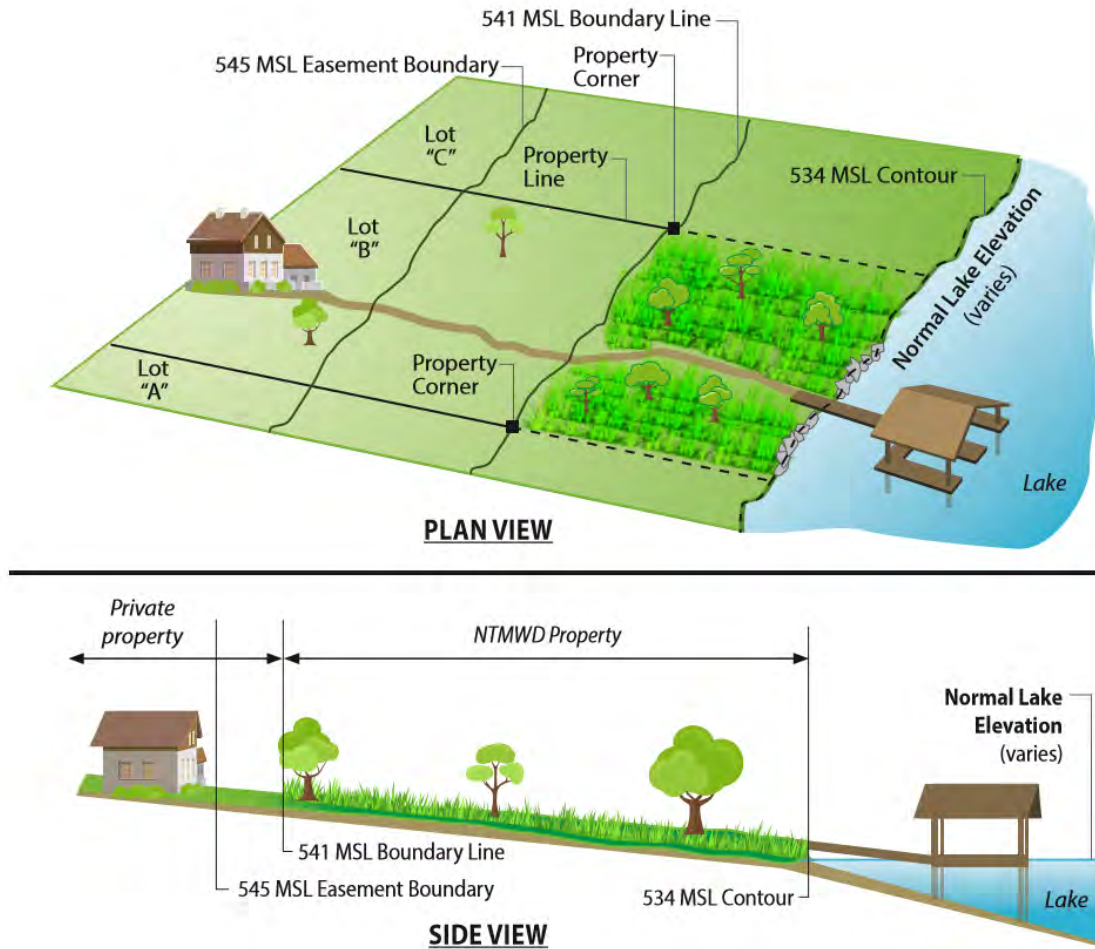 541 MSL Boundary Line
545 MSL Easement Boundary
Property
Corner
Lot
"C"
Property
Line
534 MSL Contour
Lot
"B"
Normal Lake Elevation
(varies)
Property
Corner
Lot
"A"
Lake
PLAN VIEW
Private
property
NTMWD Property
Normal Lake
Elevation
(varies)
541 MSL Boundary Line
545 MSL Easement Boundary
534 MSL Contour
Lake
SIDE VIEW